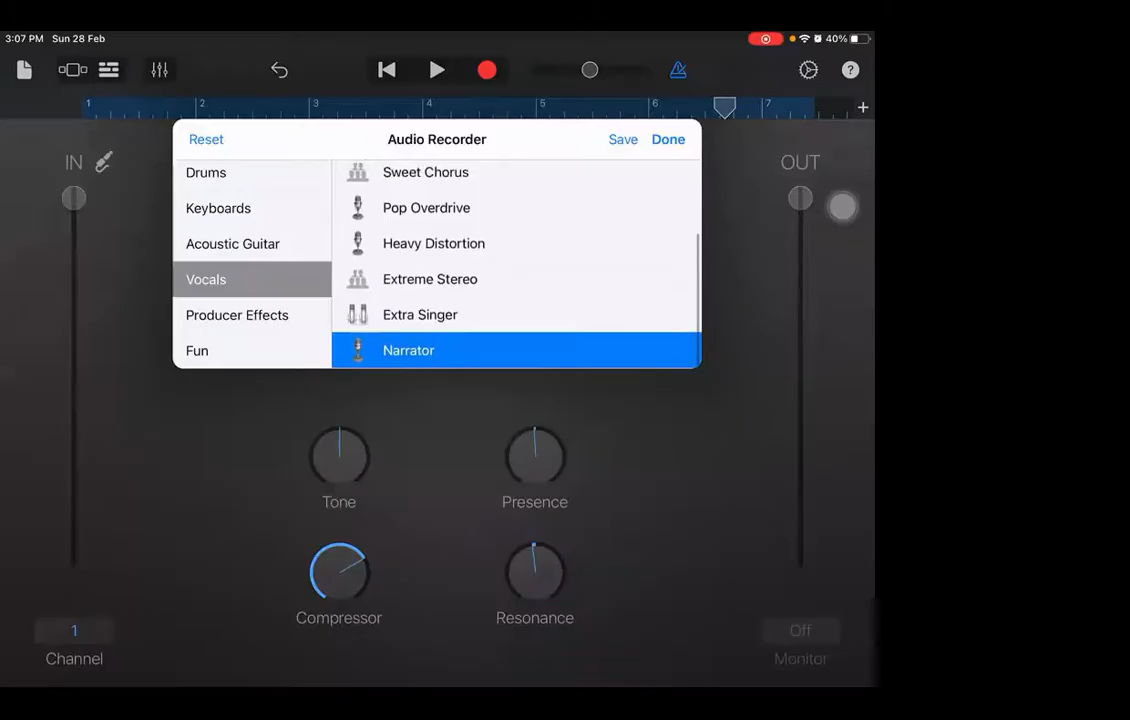 3:07 PM Sun 28 Feb
40%
1 2 3 4 5 6 7 +
Reset Audio Recorder Save Done
IN
OUT
Drums
Keyboards
Acoustic Guitar
Vocals
Producer Effects
Fun
Sweet Chorus
Pop Overdrive
Heavy Distortion
Extreme Stereo
Extra Singer
Narrator
Tone
Presence
Compressor
Resonance
1
Channel
Off
Monitor